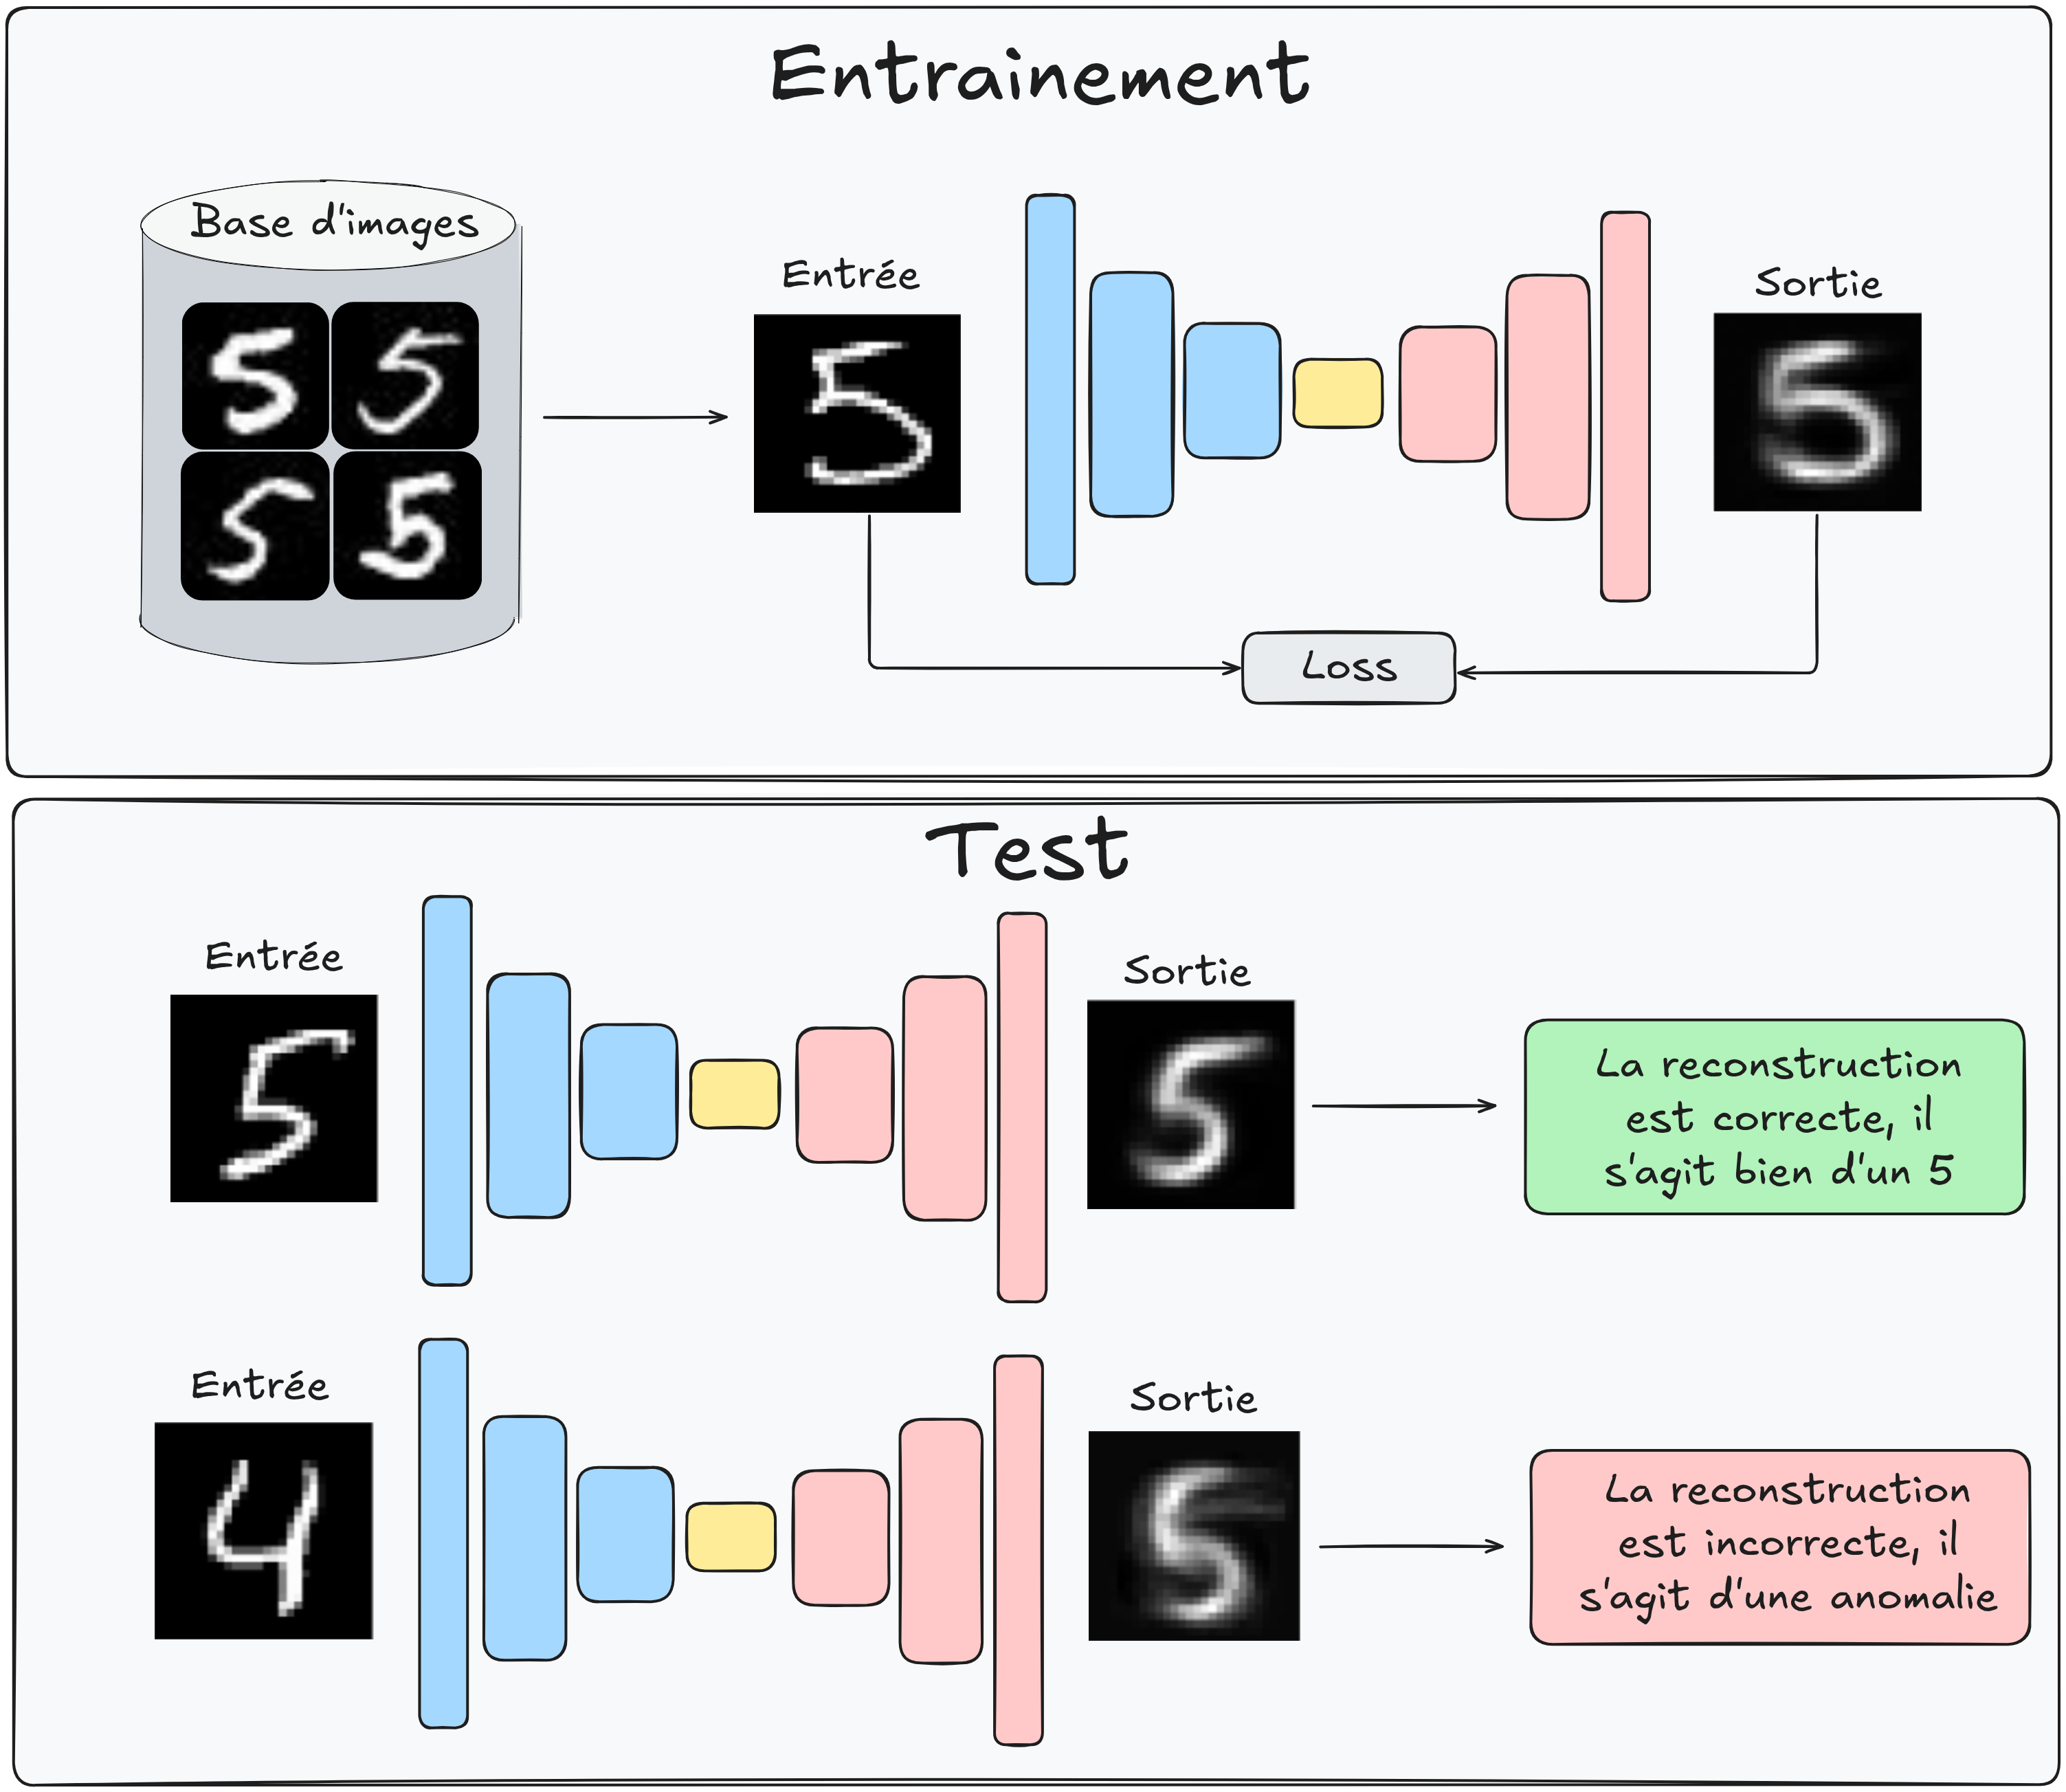 Entrainement
Base d'images
Entrée
Sortie
5
5
5
5
5
5
Loss
Test
Entrée
Sortie
5
5
La reconstruction
est correcte, il
s'agit bien d'un 5
Entrée
Sortie
4
5
La reconstruction
est incorrecte, il
s'agit d'une anomalie